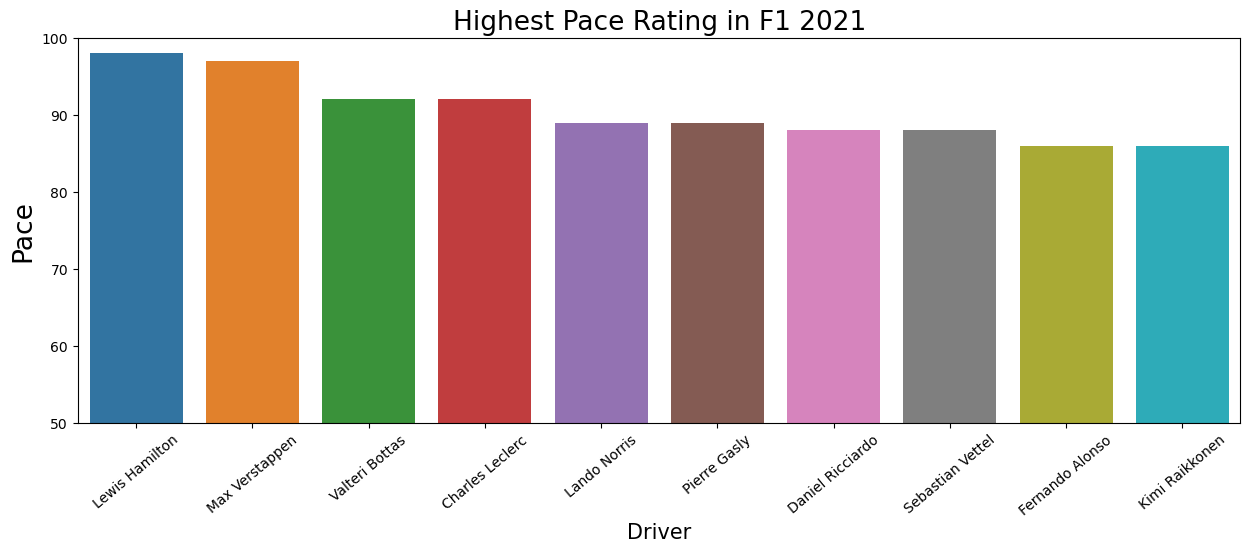 Highest Pace Rating in F1 2021
Pace
100
90
80
70
60
50
Lewis Hamilton
Max Verstappen
Valteri Bottas
Charles Leclerc
Lando Norris
Pierre Gasly
Daniel Ricciardo
Sebastian Vettel
Fernando Alonso
Kimi Raikkonen
Driver